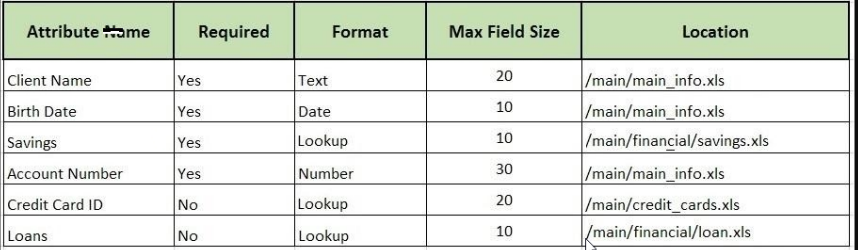 Attribute Name Required Format Max Field Size Location
Client Name Yes Text 20 /main/main_info.xls
Birth Date Yes Date 10 /main/main_info.xls
Savings Yes Lookup 10 /main/financial/savings.xls
Account Number Yes Number 30 /main/main_info.xls
Credit Card ID No Lookup 20 /main/credit_cards.xls
Loans No Lookup 10 /main/financial/loan.xls